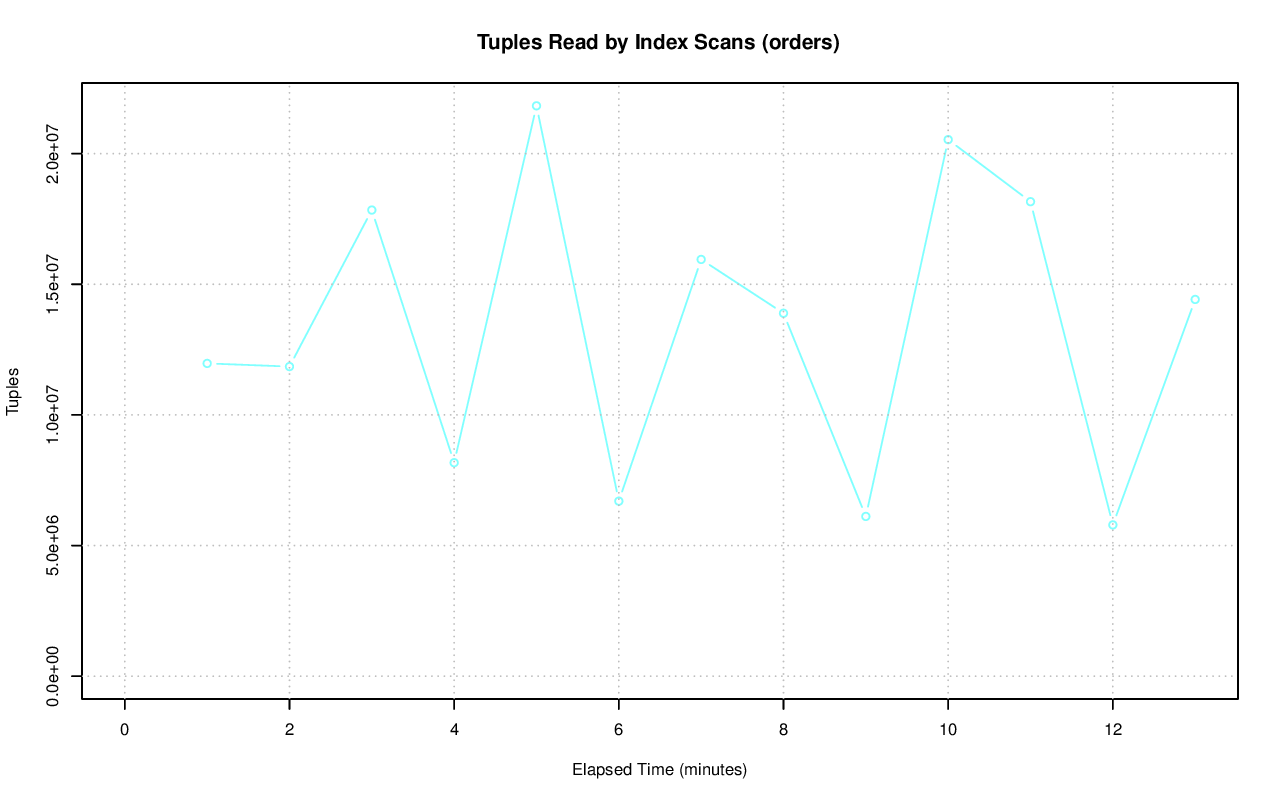 Tuples Read by Index Scans (orders)
Tuples
2.0e+07
1.5e+07
1.0e+07
5.0e+06
0.0e+00
0 2 4 6 8 10 12
Elapsed Time (minutes)